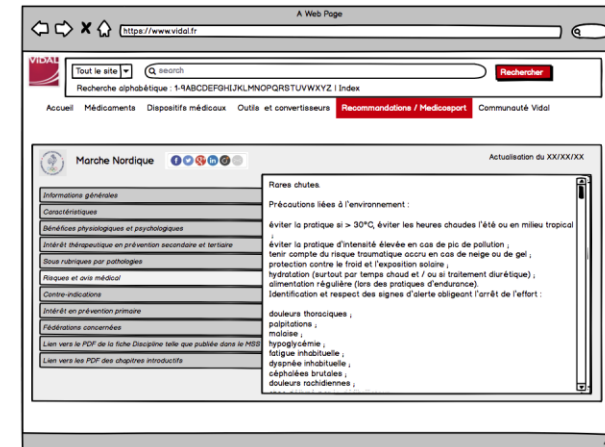 A Web Page
https://www.vidal.fr
VIDAL
Tout le site
search
Rechercher
Recherche alphabétique : 1-9ABCDEFGHIJKLMNOPQRSTUVWXYZ I Index
Accueil Médicaments Dispositifs médicaux Outils et convertisseurs Recommandations / Medicosport Communauté Vidal
Marche Nordique
Actualisation du XX/XX/XX
Informations générales
Caractéristiques
Bénéfices physiologiques et psychologiques
Intérêt thérapeutique en prévention secondaire et tertiaire
Sous rubriques par pathologies
Risques et avis médical
Contre-indications
Intérêt en prévention primaire
Fédérations concernées
Lien vers le PDF de la fiche Discipline telle que publiée dans le MSS
Lien vers les PDF des chapitres introductifs
Rares chutes.
Précautions liées à l'environnement :
éviter la pratique si > 30°C, éviter les heures chaudes l'été ou en milieu tropical
;
éviter la pratique d'intensité élevée en cas de pic de pollution ;
tenir compte du risque traumatique accru en cas de neige ou de gel ;
protection contre le froid et l'exposition solaire ;
hydratation (surtout par temps chaud et / ou si traitement diurétique) ;
alimentation régulière (lors des pratiques d'endurance).
Identification et respect des signes d'alerte obligeant l'arrêt de l'effort :
douleurs thoraciques ;
palpitations ;
malaise ;
hypoglycémie ;
fatigue inhabituelle ;
dyspnée inhabituelle ;
céphalées brutales ;
douleurs rachidiennes ;